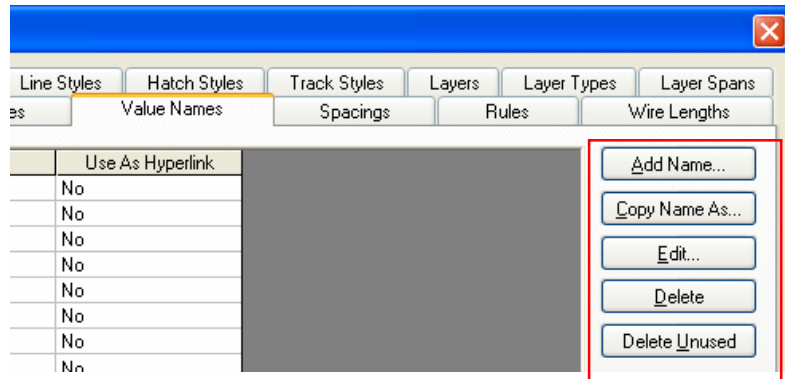 Line Styles Hatch Styles Track Styles Layers Layer Types Layer Spans
Value Names Spacings Rules Wire Lengths
Use As Hyperlink
No
No
No
No
No
No
No
No
Add Name...
Copy Name As...
Edit...
Delete
Delete Unused